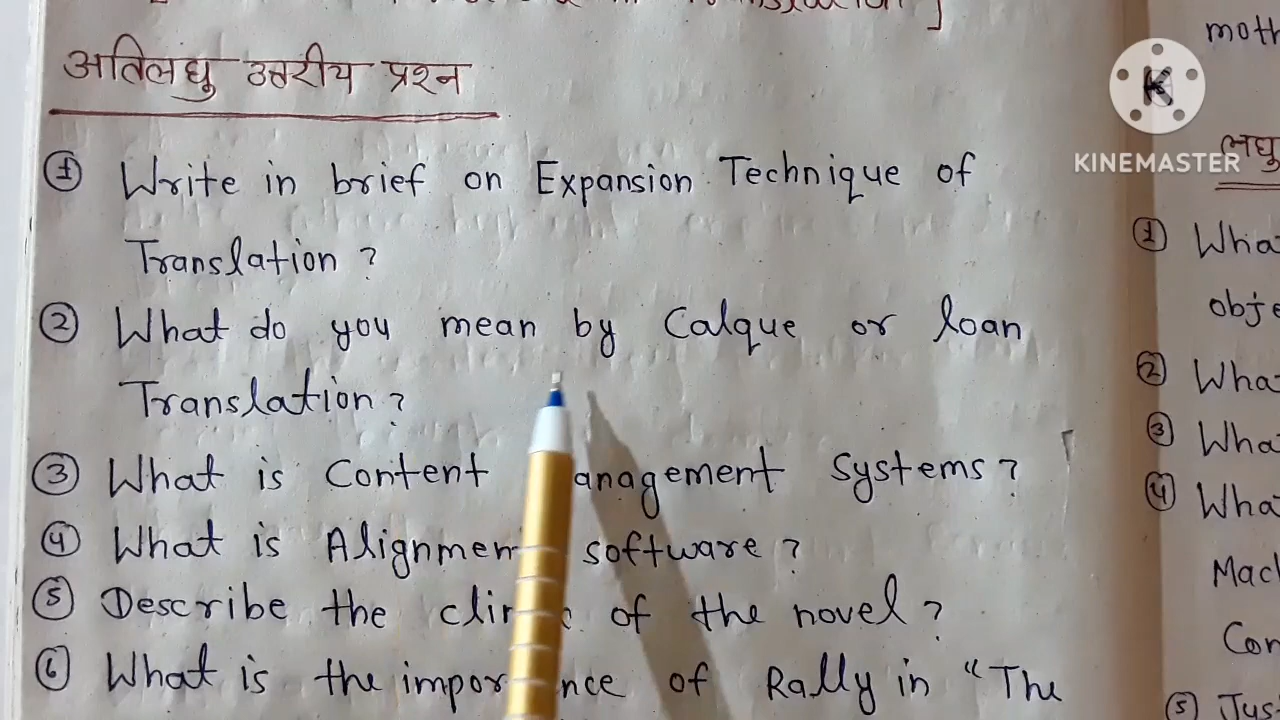 अतिलघु उत्तरीय प्रश्न
① Write in brief on Expansion Technique of
Translation ?
② What do you mean by Calque or loan
Translation ?
③ What is Content anagement Systems ?
④ What is Alignmen software ?
⑤ Describe the of the novel ?
⑥ What is the of Rally in "The
moth
लघु
① Wha
obje
② Wha
③ Wha
④ Wha
Mac
Con
⑤ Jus
K
KINEMASTER